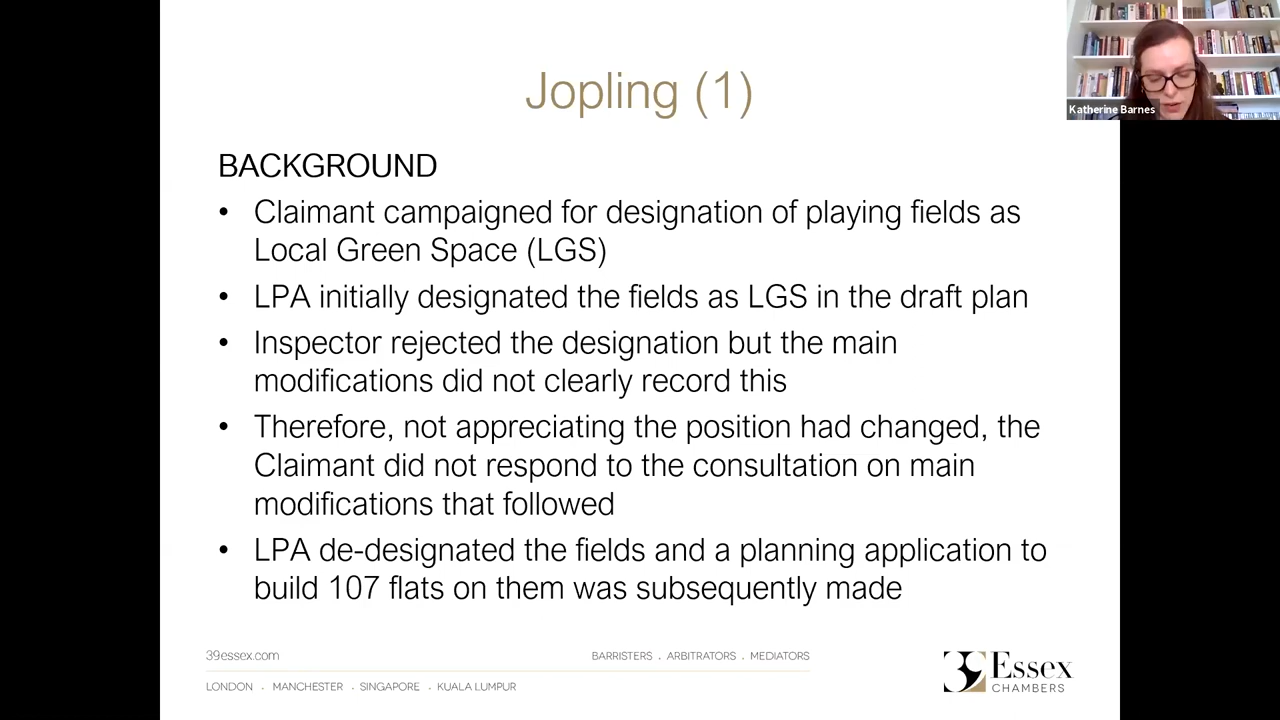 Jopling (1)
Katherine Barnes
BACKGROUND
• Claimant campaigned for designation of playing fields as
Local Green Space (LGS)
• LPA initially designated the fields as LGS in the draft plan
• Inspector rejected the designation but the main
modifications did not clearly record this
• Therefore, not appreciating the position had changed, the
Claimant did not respond to the consultation on main
modifications that followed
• LPA de-designated the fields and a planning application to
build 107 flats on them was subsequently made
39essex.com
BARRISTERS . ARBITRATORS . MEDIATORS
LONDON . MANCHESTER . SINGAPORE . KUALA LUMPUR
39 Essex
CHAMBERS